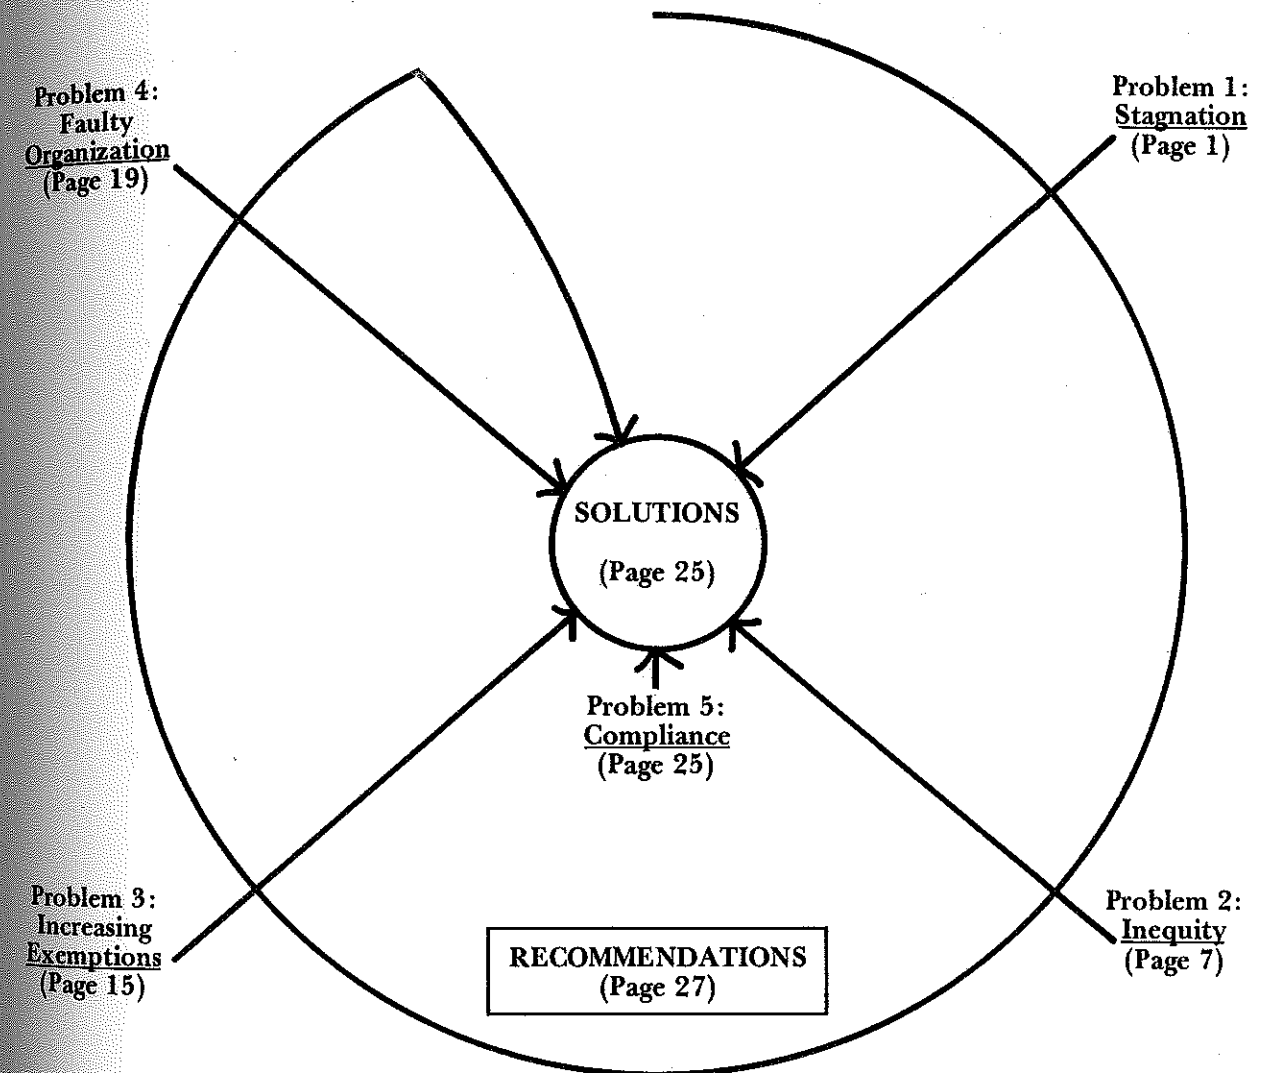 Problem 4:
Faulty
Organization
(Page 19)
Problem 1:
Stagnation
(Page 1)
SOLUTIONS
(Page 25)
Problem 5:
Compliance
(Page 25)
Problem 3:
Increasing
Exemptions
(Page 15)
RECOMMENDATIONS
(Page 27)
Problem 2:
Inequity
(Page 7)